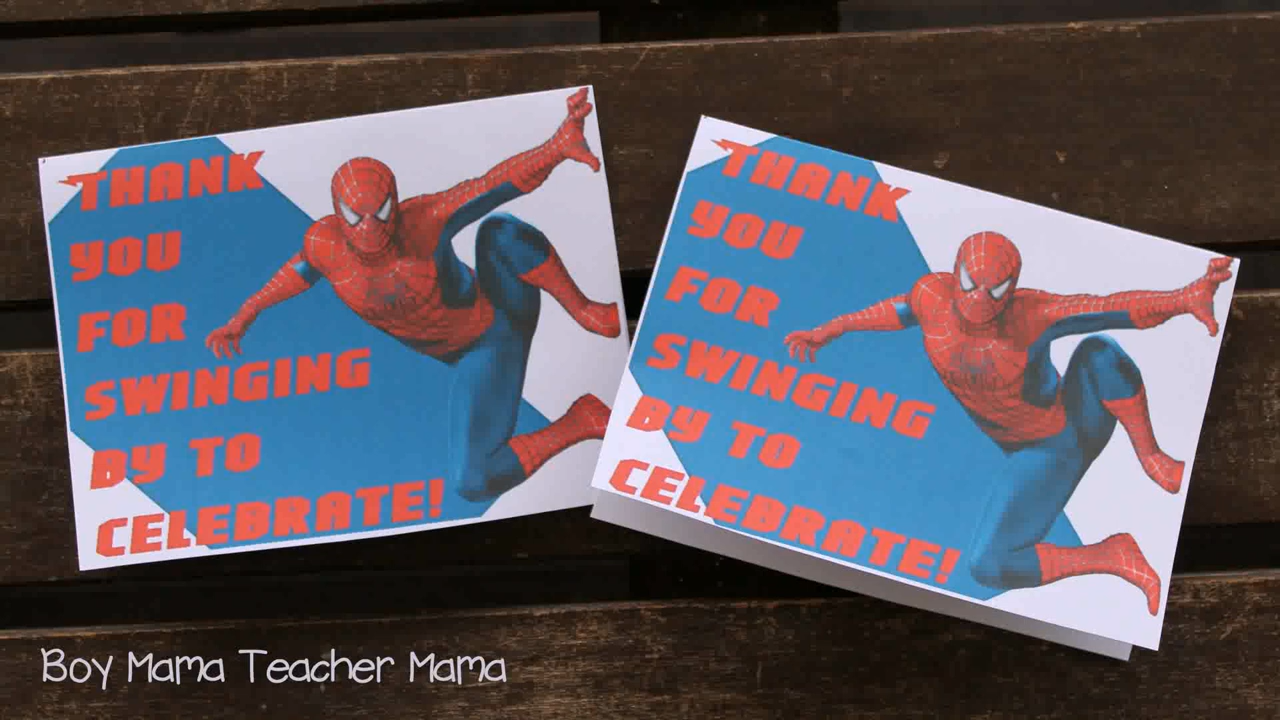 THANK
YOU
FOR
SWINGING
BY TO
CELEBRATE!
THANK
YOU
FOR
SWINGING
BY TO
CELEBRATE!
Boy Mama Teacher Mama